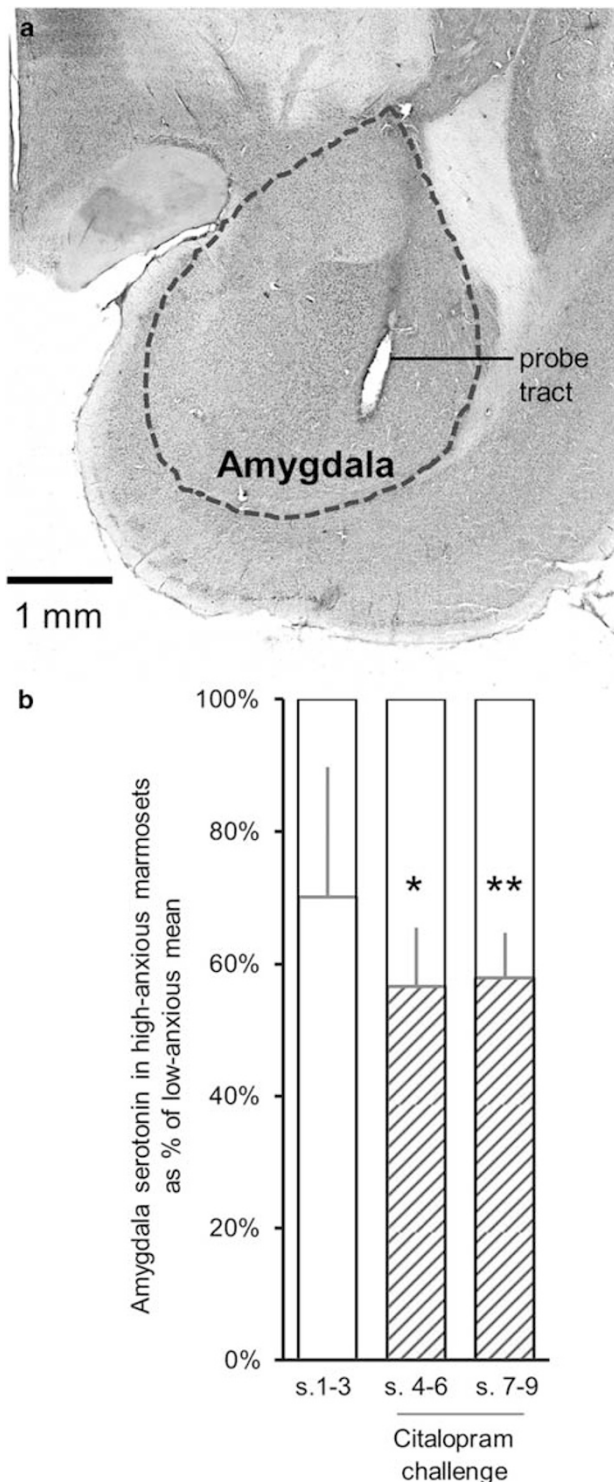 a
probe
tract
Amygdala
1 mm
b
Amygdala serotonin in high-anxious marmosets
as % of low-anxious mean
100%
80%
60%
40%
20%
0%
*
**
s.1-3
s. 4-6
s. 7-9
Citalopram
challenge